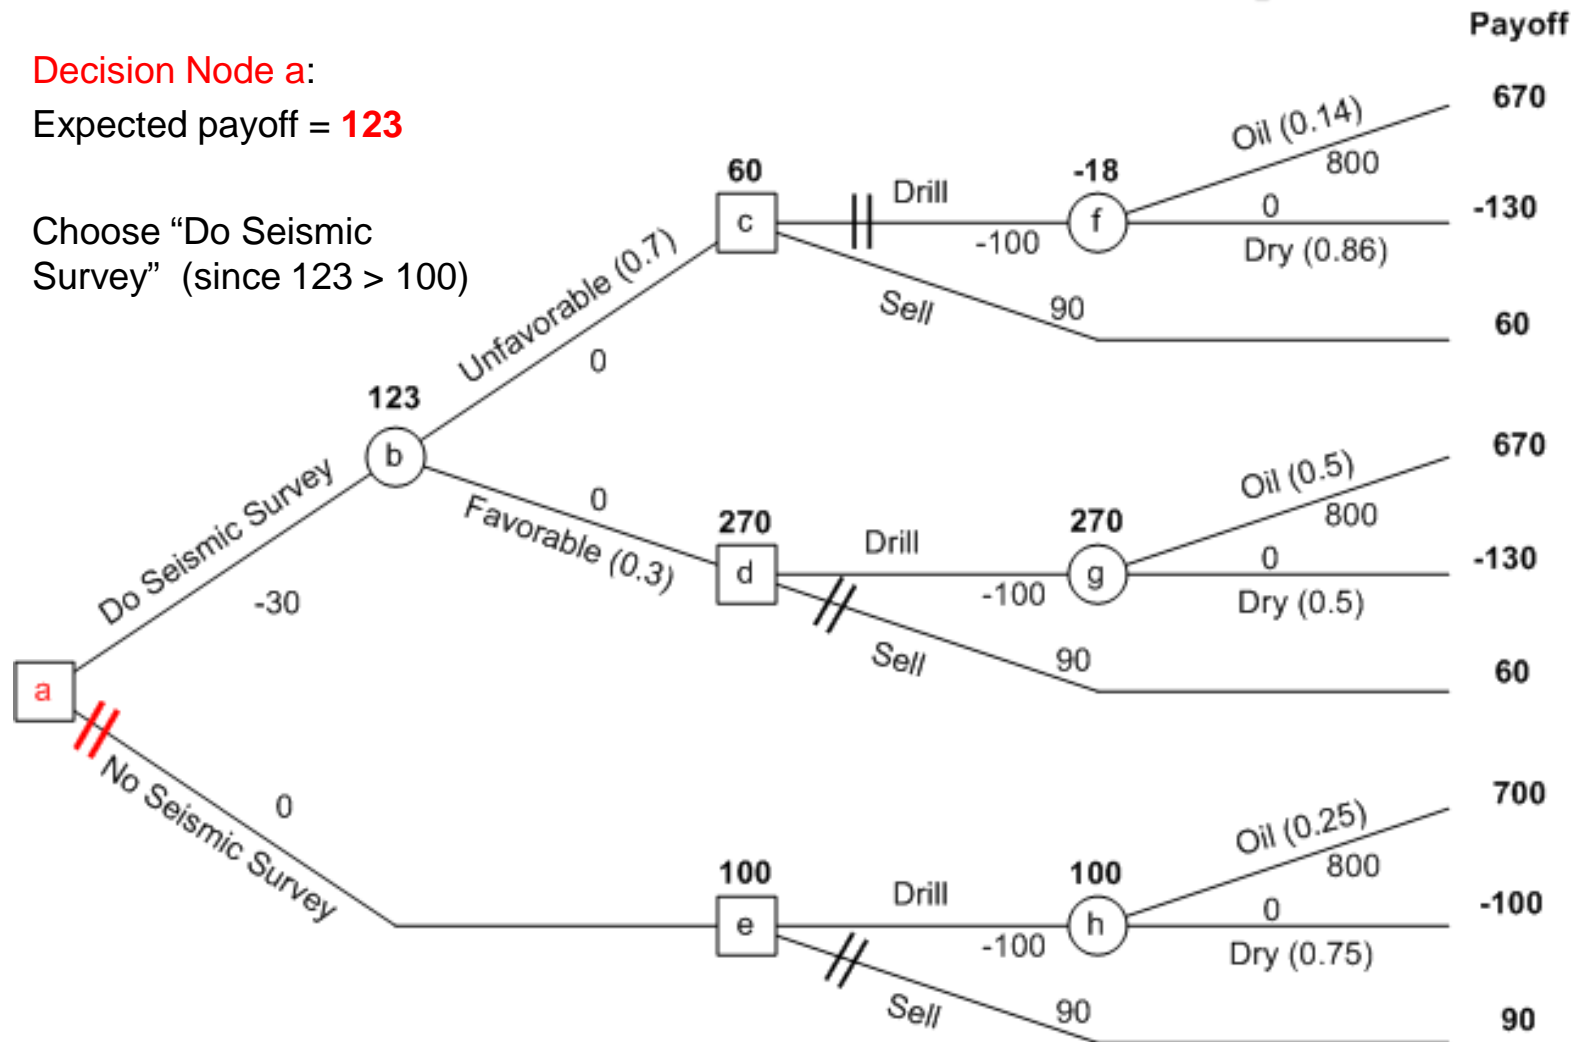 Payoff
Decision Node a:
Expected payoff = 123
Choose “Do Seismic
Survey” (since 123 > 100)
670
Oil (0.14)
800
60
c
Drill
-100
-18
f
0
-130
Dry (0.86)
Sell
90
60
Unfavorable (0.7)
0
123
b
0
Favorable (0.3)
670
Oil (0.5)
800
270
d
Drill
-100
270
g
0
-130
Dry (0.5)
Sell
90
60
Do Seismic Survey
-30
a
No Seismic Survey
0
700
Oil (0.25)
800
100
e
Drill
-100
100
h
0
-100
Dry (0.75)
Sell
90
90